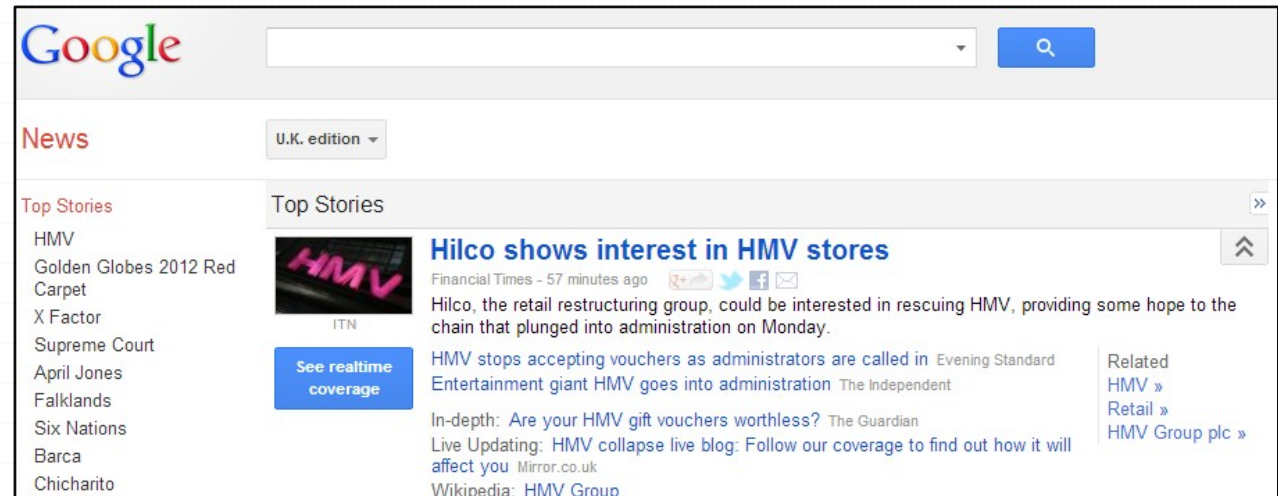 Google
News
U.K. edition
Top Stories
HMV
Golden Globes 2012 Red
Carpet
X Factor
Supreme Court
April Jones
Falklands
Six Nations
Barca
Chicharito
Top Stories
»
HMV
ITN
See realtime
coverage
Hilco shows interest in HMV stores
Financial Times - 57 minutes ago
Hilco, the retail restructuring group, could be interested in rescuing HMV, providing some hope to the
chain that plunged into administration on Monday.
HMV stops accepting vouchers as administrators are called in Evening Standard
Entertainment giant HMV goes into administration The Independent
In-depth: Are your HMV gift vouchers worthless? The Guardian
Live Updating: HMV collapse live blog: Follow our coverage to find out how it will
affect you Mirror.co.uk
Wikipedia: HMV Group
Related
HMV »
Retail »
HMV Group plc »